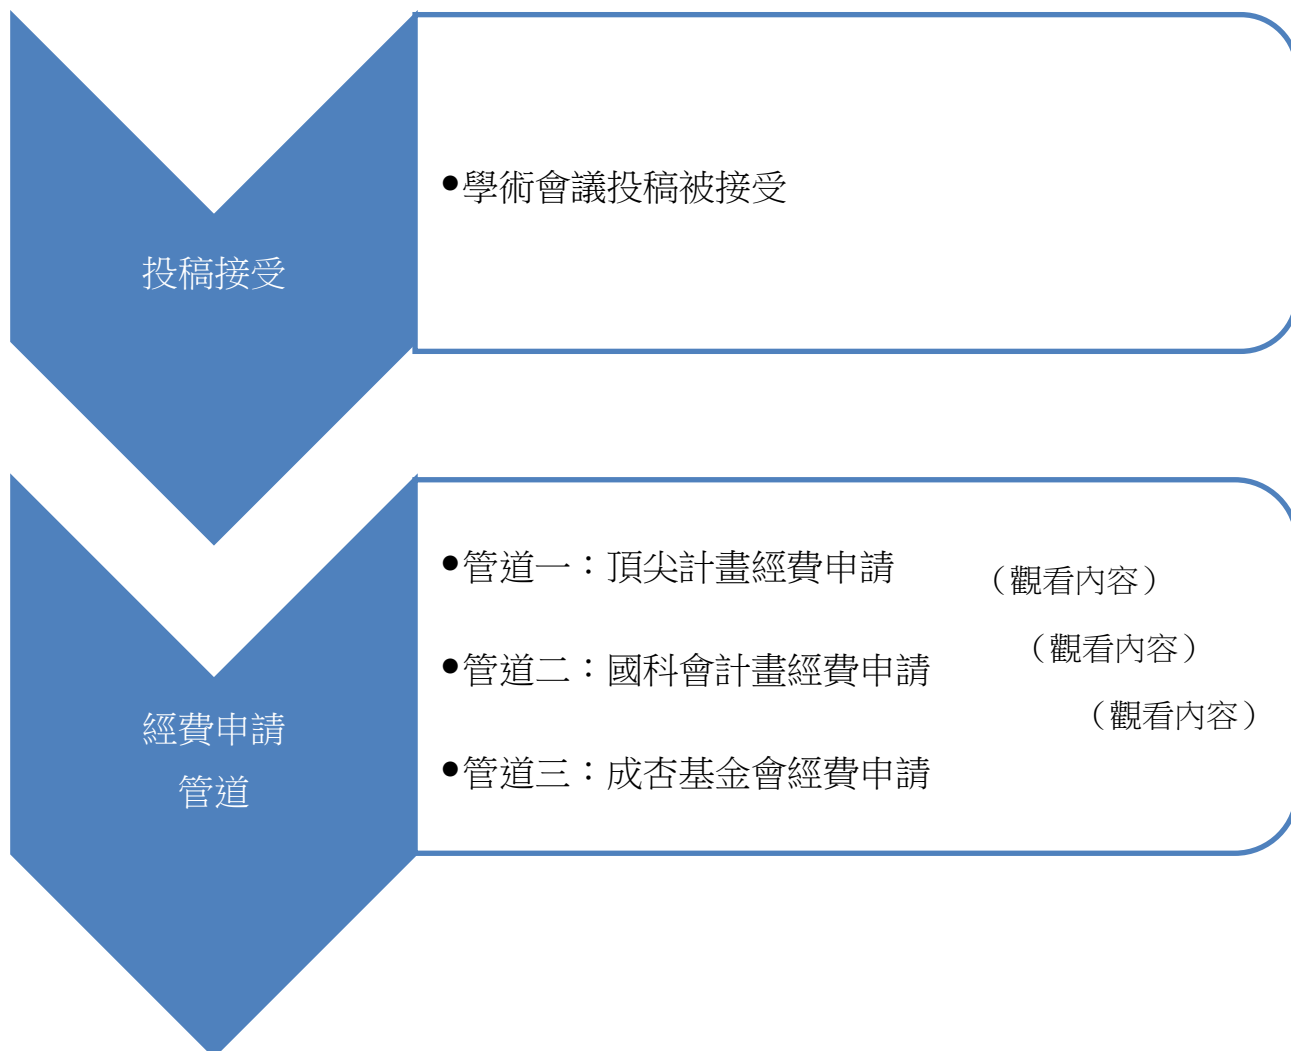 投稿接受
•學術會議投稿被接受
經費申請
管道
•管道一：頂尖計畫經費申請
（觀看內容）
•管道二：國科會計畫經費申請
（觀看內容）
•管道三：成杏基金會經費申請
（觀看內容）